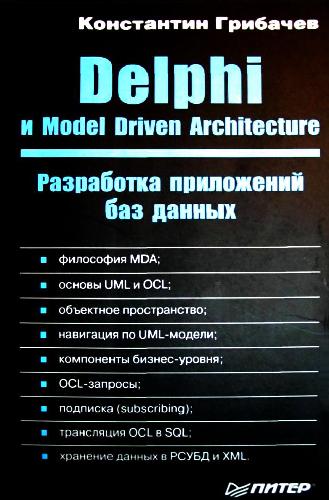 Константин Грибачев
Delphi
и Model Driven Architecture
Разработка приложений
баз данных
философия MDA;
основы UML и OCL;
объектное пространство;
навигация по UML-модели;
компоненты бизнес-уровня;
OCL-запросы;
подписка (subscribing);
трансляция OCL в SQL;
хранение данных в РСУБД и XML.
ПИТЕР